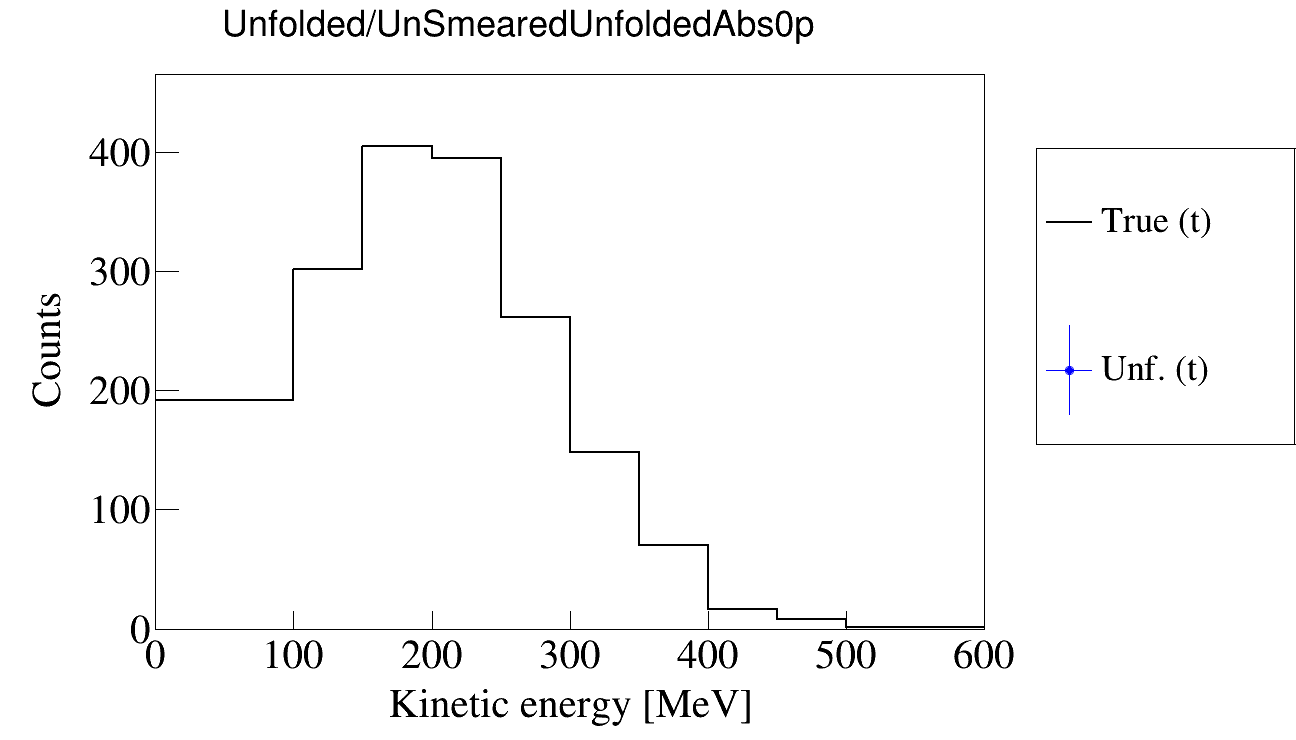 Unfolded/UnSmearedUnfoldedAbs0p
400
300
200
100
0
Counts
0 100 200 300 400 500 600
Kinetic energy [MeV]
True (t)
Unf. (t)